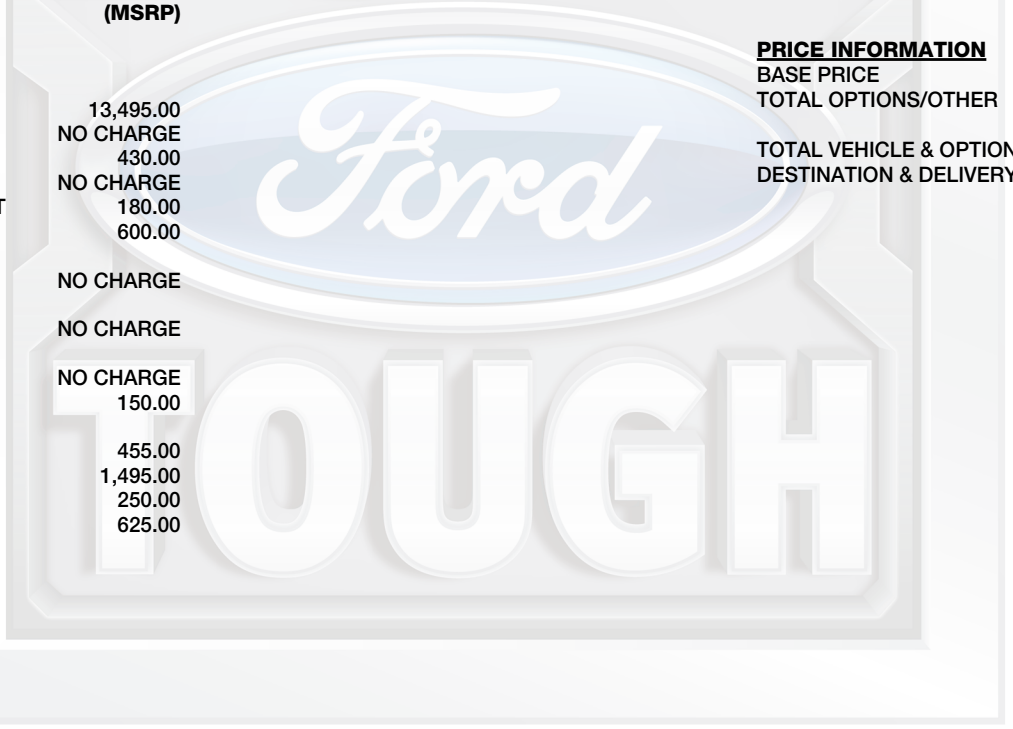 (MSRP)
13,495.00
NO CHARGE
430.00
NO CHARGE
T 180.00
600.00
NO CHARGE
NO CHARGE
NO CHARGE
150.00
455.00
1,495.00
250.00
625.00
PRICE INFORMATION
BASE PRICE
TOTAL OPTIONS/OTHER
TOTAL VEHICLE & OPTION
DESTINATION & DELIVERY
Ford
TOUGH